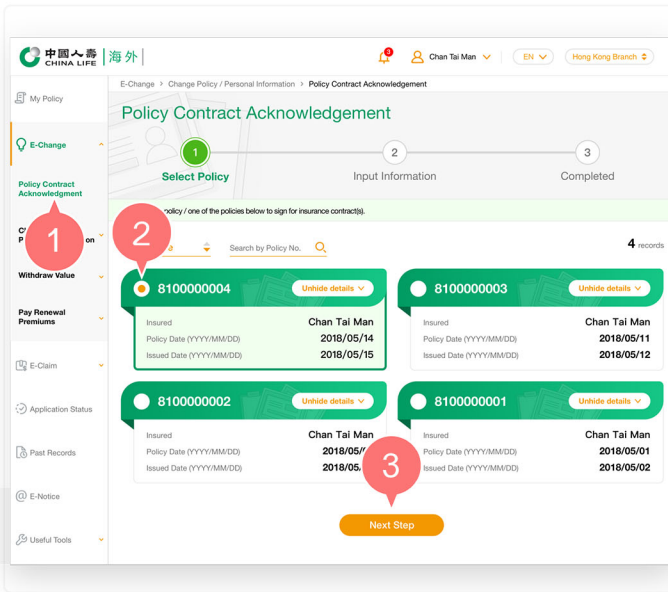 中國人壽 海外
CHINA LIFE
3
Chan Tai Man
EN
Hong Kong Branch
E-Change > Change Policy / Personal Information > Policy Contract Acknowledgement
My Policy
E-Change
Policy Contract
Acknowledgment
on
Withdraw Value
Pay Renewal
Premiums
E-Claim
Application Status
Past Records
@ E-Notice
Useful Tools
Policy Contract Acknowledgement
1
2
3
Select Policy
Input Information
Completed
policy / one of the policies below to sign for insurance contract(s).
1
2
Search by Policy No.
4 records
8100000004
Unhide details
Insured Chan Tai Man
Policy Date (YYYY/MM/DD) 2018/05/14
Issued Date (YYYY/MM/DD) 2018/05/15
8100000003
Unhide details
Insured Chan Tai Man
Policy Date (YYYY/MM/DD) 2018/05/11
Issued Date (YYYY/MM/DD) 2018/05/12
8100000002
Unhide details
Insured Chan Tai Man
Policy Date (YYYY/MM/DD)
Issued Date (YYYY/MM/DD)
8100000001
Unhide details
Insured Chan Tai Man
Policy Date (YYYY/MM/DD) 2018/05/01
Issued Date (YYYY/MM/DD) 2018/05/02
3
Next Step